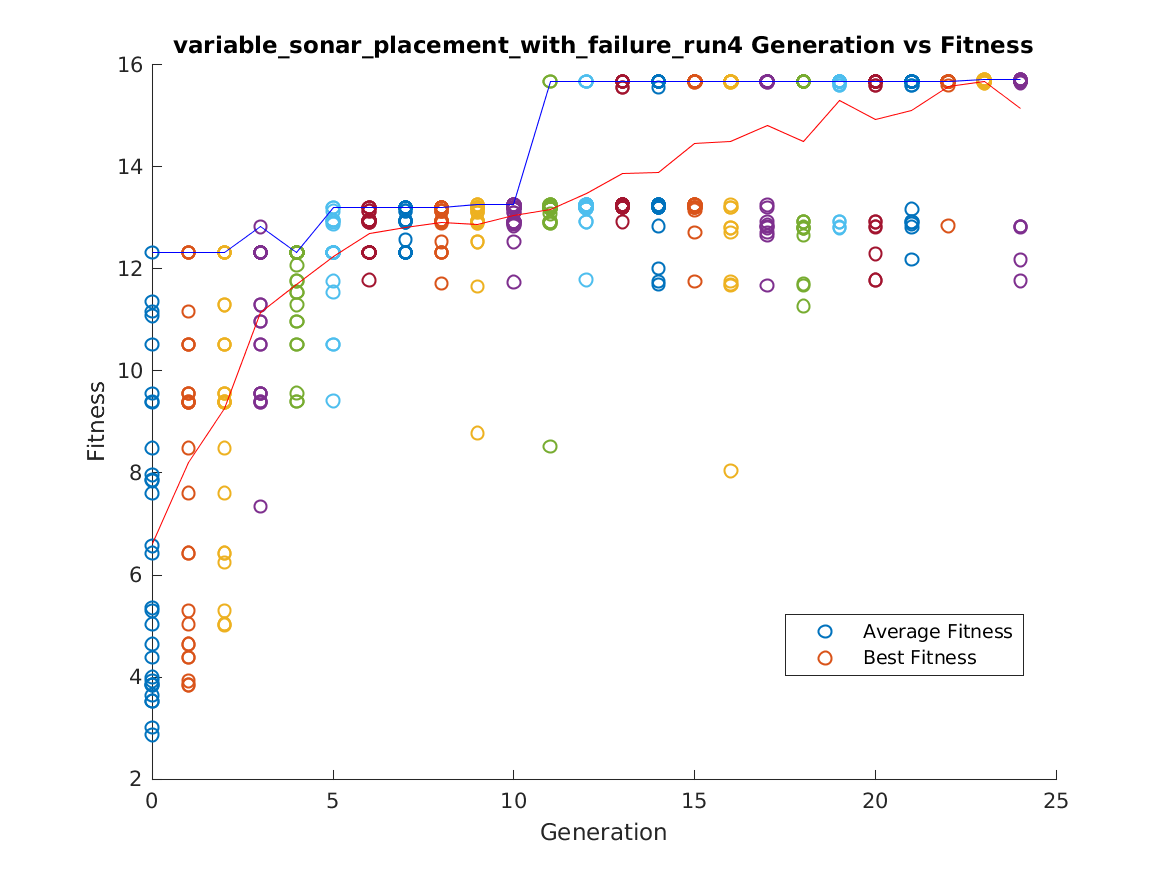 variable_sonar_placement_with_failure_run4 Generation vs Fitness
16
14
12
10
8
6
4
2
Fitness
Average Fitness
Best Fitness
0 5 10 15 20 25
Generation